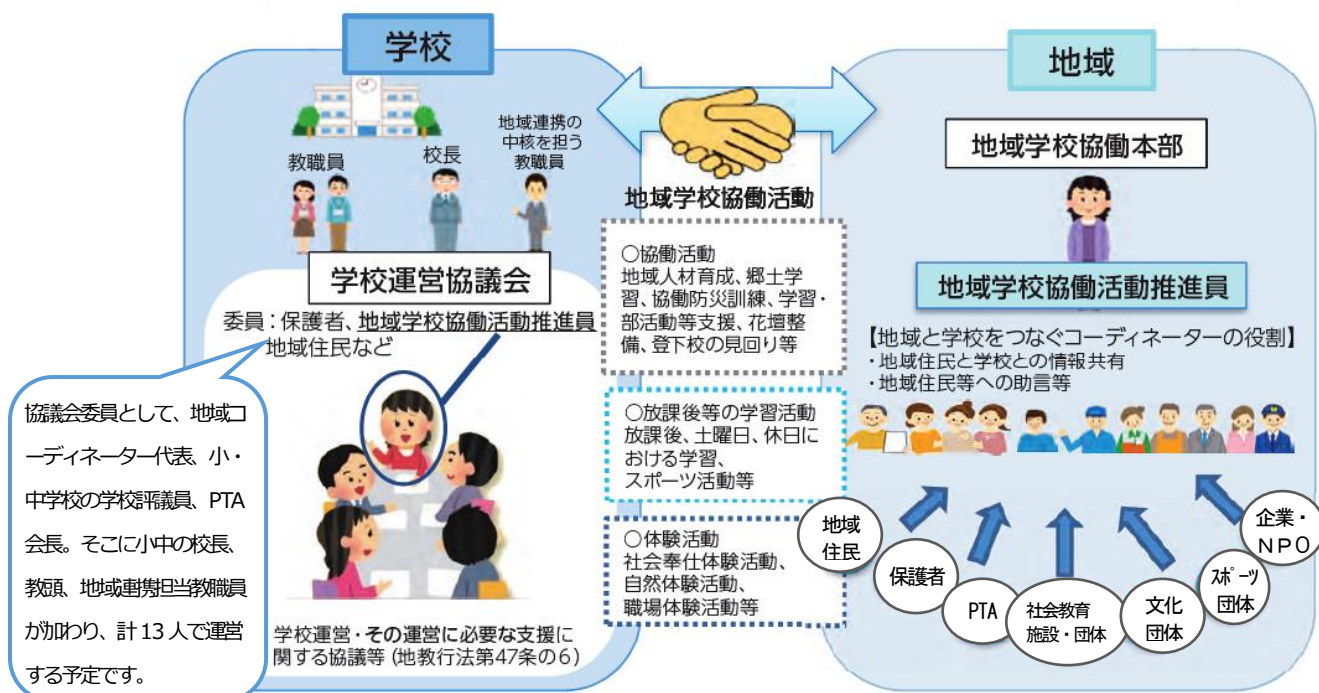 学校
教職員
校長
地域連携の
中核を担う
教職員
学校運営協議会
委員：保護者、地域学校協働活動推進員
地域住民など
協議会委員として、地域コ
ーディネーター代表、小・
中学校の学校評議員、PTA
会長。そこに小中の校長、
教頭、地域連携担当教職員
が加わり、計13人で運営
する予定です。
学校運営・その運営に必要な支援に
関する協議等（地教行法第47条の6）
地域学校協働活動
○協働活動
地域人材育成、郷土学
習、協働防災訓練、学習・
部活動等支援、花壇整
備、登下校の見回り等
○放課後等の学習活動
放課後、土曜日、休日に
おける学習、
スポーツ活動等
○体験活動
社会奉仕体験活動、
自然体験活動、
職場体験活動等
地域
地域学校協働本部
地域学校協働活動推進員
【地域と学校をつなぐコーディネーターの役割】
・地域住民と学校との情報共有
・地域住民等への助言等
地域
住民
保護者
PTA
社会教育
施設・団体
文化
団体
ｽﾎﾟｰﾂ
団体
企業・
ＮＰＯ